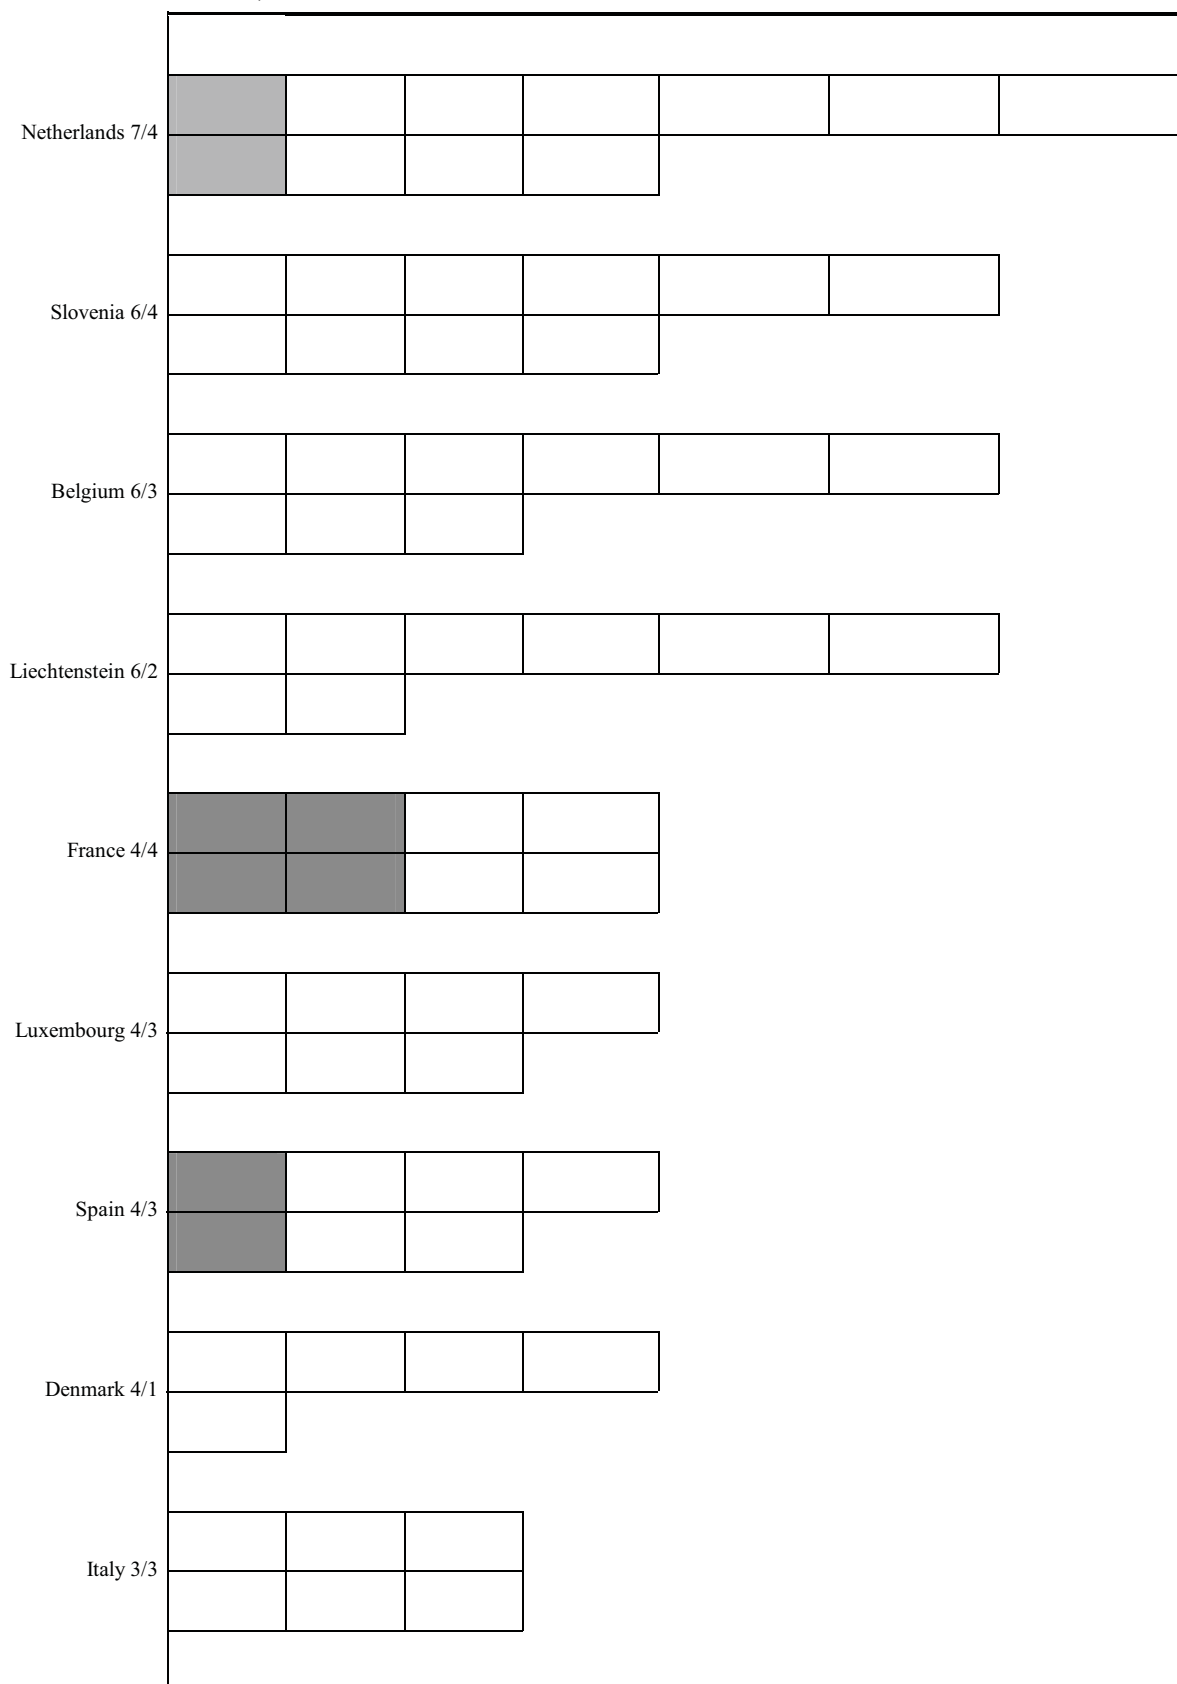 Netherlands 7/4
Slovenia 6/4
Belgium 6/3
Liechtenstein 6/2
France 4/4
Luxembourg 4/3
Spain 4/3
Denmark 4/1
Italy 3/3